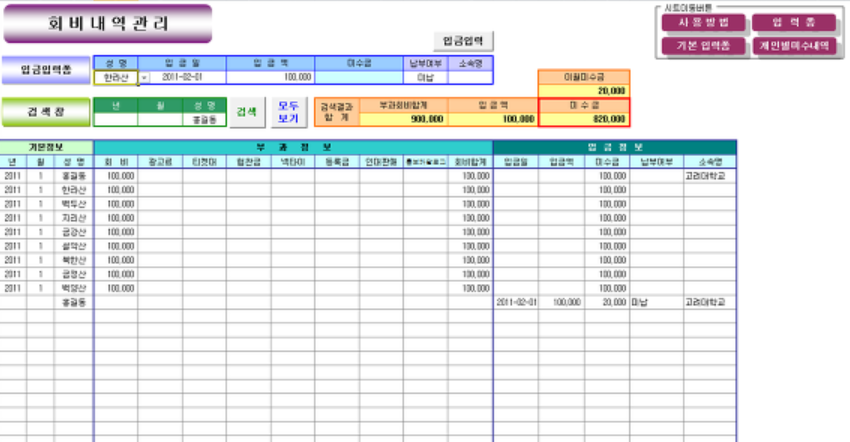 회비내역관리
시트이동버튼
사용방법 입력폼
기본입력폼 개인별미수내역
입금입력
입금입력폼
성명 입금일 입금액 미수금 납부여부 소속명
한라산 2011-02-01 100,000 미납
이월미수금
20,000
검색창
년 월 성명
홍길동
검색
모두
보기
검색결과
합계
부과회비합계 입금액 미수금
900,000 100,000 820,000
기본정보 부과정보 입금정보
년 월 성명 회비 광고료 티켓대 협찬금 넥타이 등록금 인대판매 회비합계 입금일 입금액 미수금 납부여부 소속명
2011 1 홍길동 100,000 100,000 100,000 고려대학교
2011 1 한라산 100,000 100,000 100,000
2011 1 백두산 100,000 100,000 100,000
2011 1 지리산 100,000 100,000 100,000
2011 1 금강산 100,000 100,000 100,000
2011 1 설악산 100,000 100,000 100,000
2011 1 북한산 100,000 100,000 100,000
2011 1 금정산 100,000 100,000 100,000
2011 1 백양산 100,000 100,000 100,000
홍길동 2011-02-01 100,000 20,000 미납 고려대학교